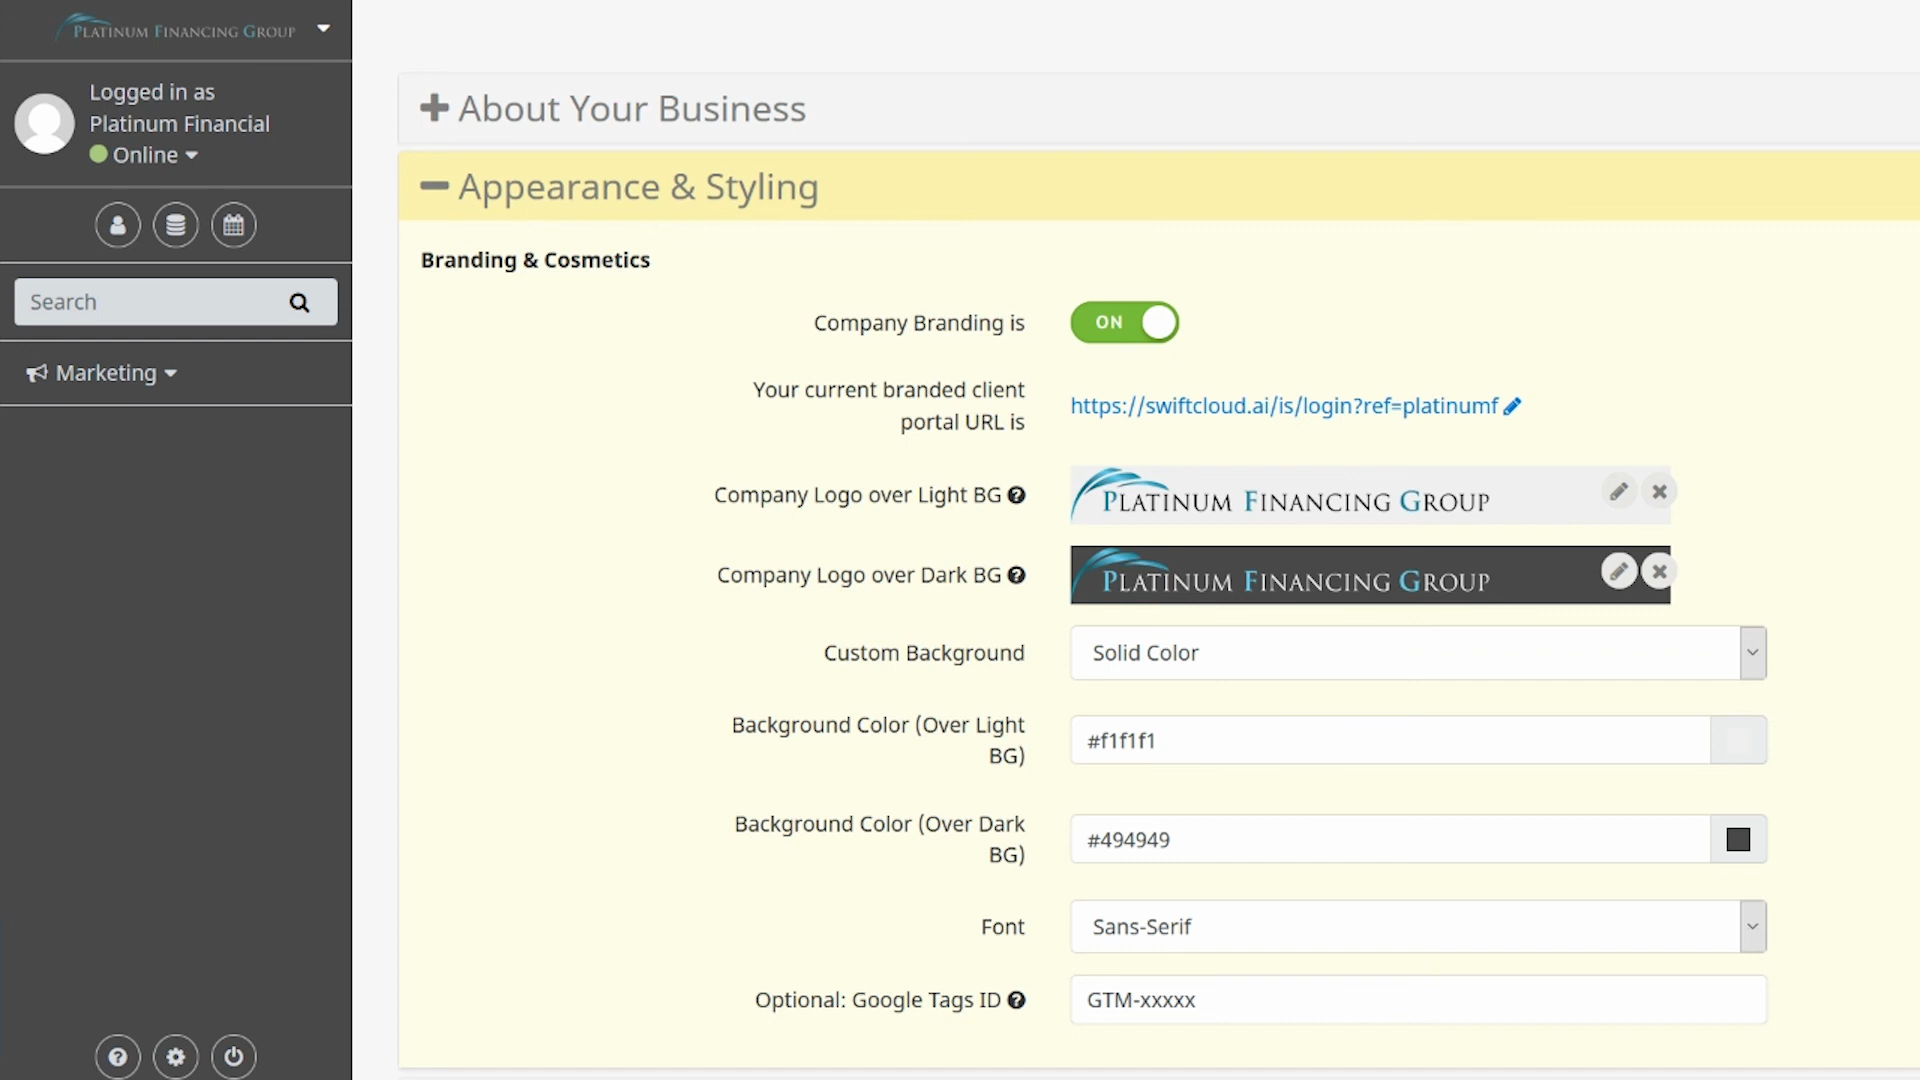 PLATINUM FINANCING GROUP
Logged in as
Platinum Financial
Online
Search
Marketing
About Your Business
Appearance & Styling
Branding & Cosmetics
Company Branding is
ON
Your current branded client
portal URL is
https://swiftcloud.ai/is/login?ref=platinumf
Company Logo over Light BG
PLATINUM FINANCING GROUP
Company Logo over Dark BG
PLATINUM FINANCING GROUP
Custom Background
Solid Color
Background Color (Over Light
BG)
#f1f1f1
Background Color (Over Dark
BG)
#494949
Font
Sans-Serif
Optional: Google Tags ID
GTM-xxxxx